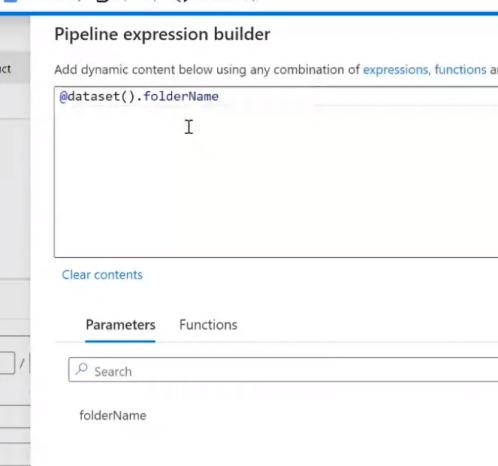 Pipeline expression builder
Add dynamic content below using any combination of expressions, functions
@dataset().folderName
Clear contents
Parameters Functions
Search
/
folderName